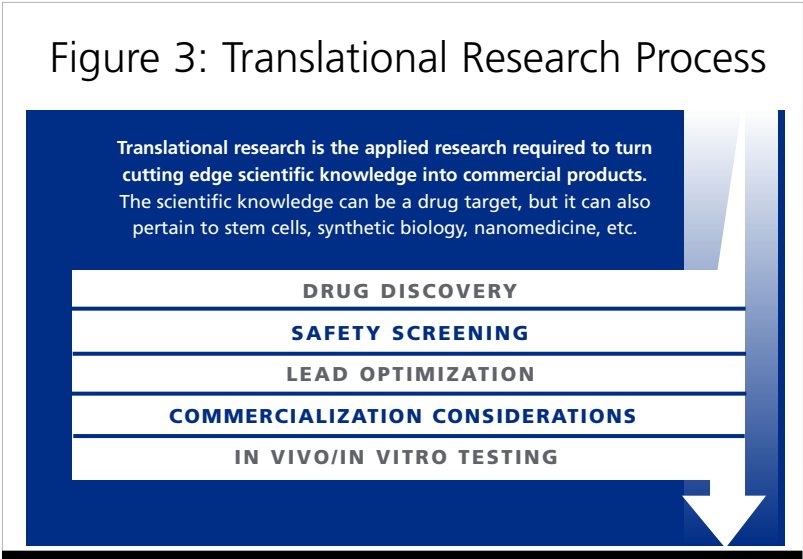 Figure 3: Translational Research Process
Translational research is the applied research required to turn
cutting edge scientific knowledge into commercial products.
The scientific knowledge can be a drug target, but it can also
pertain to stem cells, synthetic biology, nanomedicine, etc.
DRUG DISCOVERY
SAFETY SCREENING
LEAD OPTIMIZATION
COMMERCIALIZATION CONSIDERATIONS
IN VIVO/IN VITRO TESTING